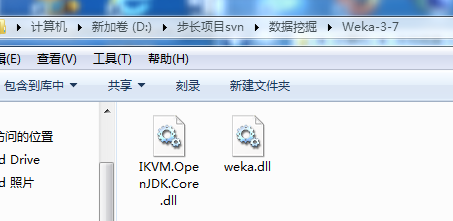 计算机 新加卷 (D:) 步长项目svn 数据挖掘 Weka-3-7
(E) 查看(V) 工具(T) 帮助(H)
包含到库中 共享 刻录 新建文件夹
访问的位置
d Drive
d 照片
IKVM.Ope
nJDK.Core
.dll
weka.dll